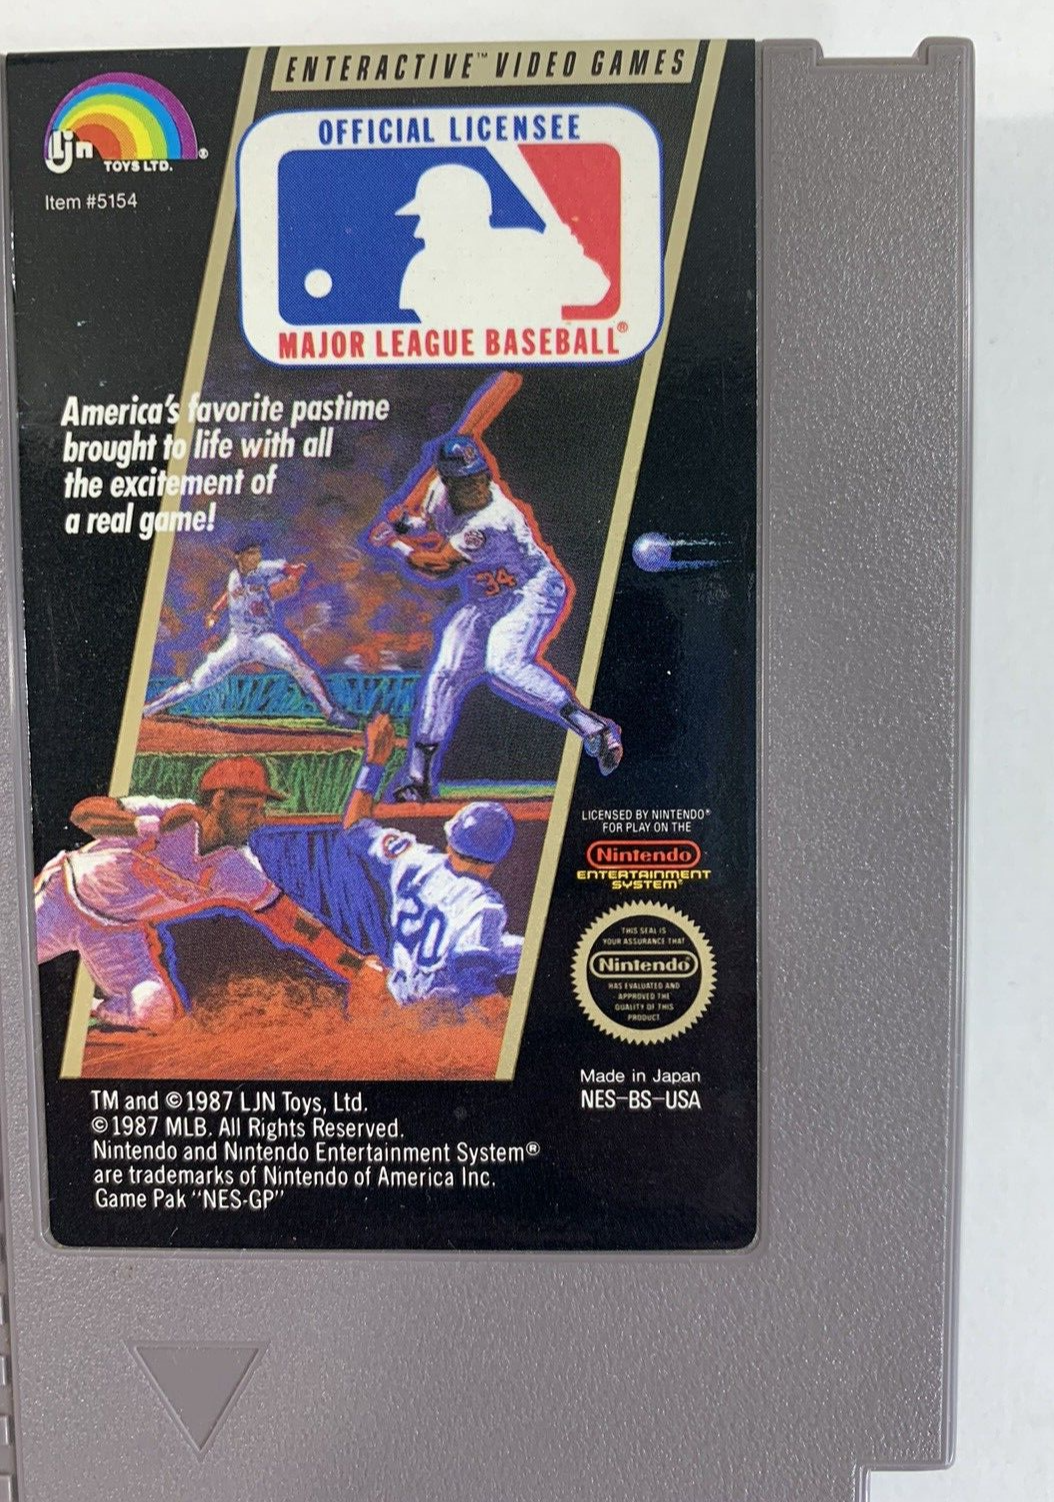 ENTERACTIVE™ VIDEO GAMES
Ljn
TOYS LTD. ®
Item #5154
OFFICIAL LICENSEE
MAJOR LEAGUE BASEBALL®
America's favorite pastime
brought to life with all
the excitement of
a real game!
34
20
LICENSED BY NINTENDO®
FOR PLAY ON THE
Nintendo
ENTERTAINMENT
SYSTEM®
THIS SEAL IS
YOUR ASSURANCE THAT
Nintendo®
HAS EVALUATED AND
APPROVED THE
QUALITY OF THIS
PRODUCT.
Made in Japan
NES-BS-USA
TM and ©1987 LJN Toys, Ltd.
©1987 MLB. All Rights Reserved.
Nintendo and Nintendo Entertainment System®
are trademarks of Nintendo of America Inc.
Game Pak "NES-GP"